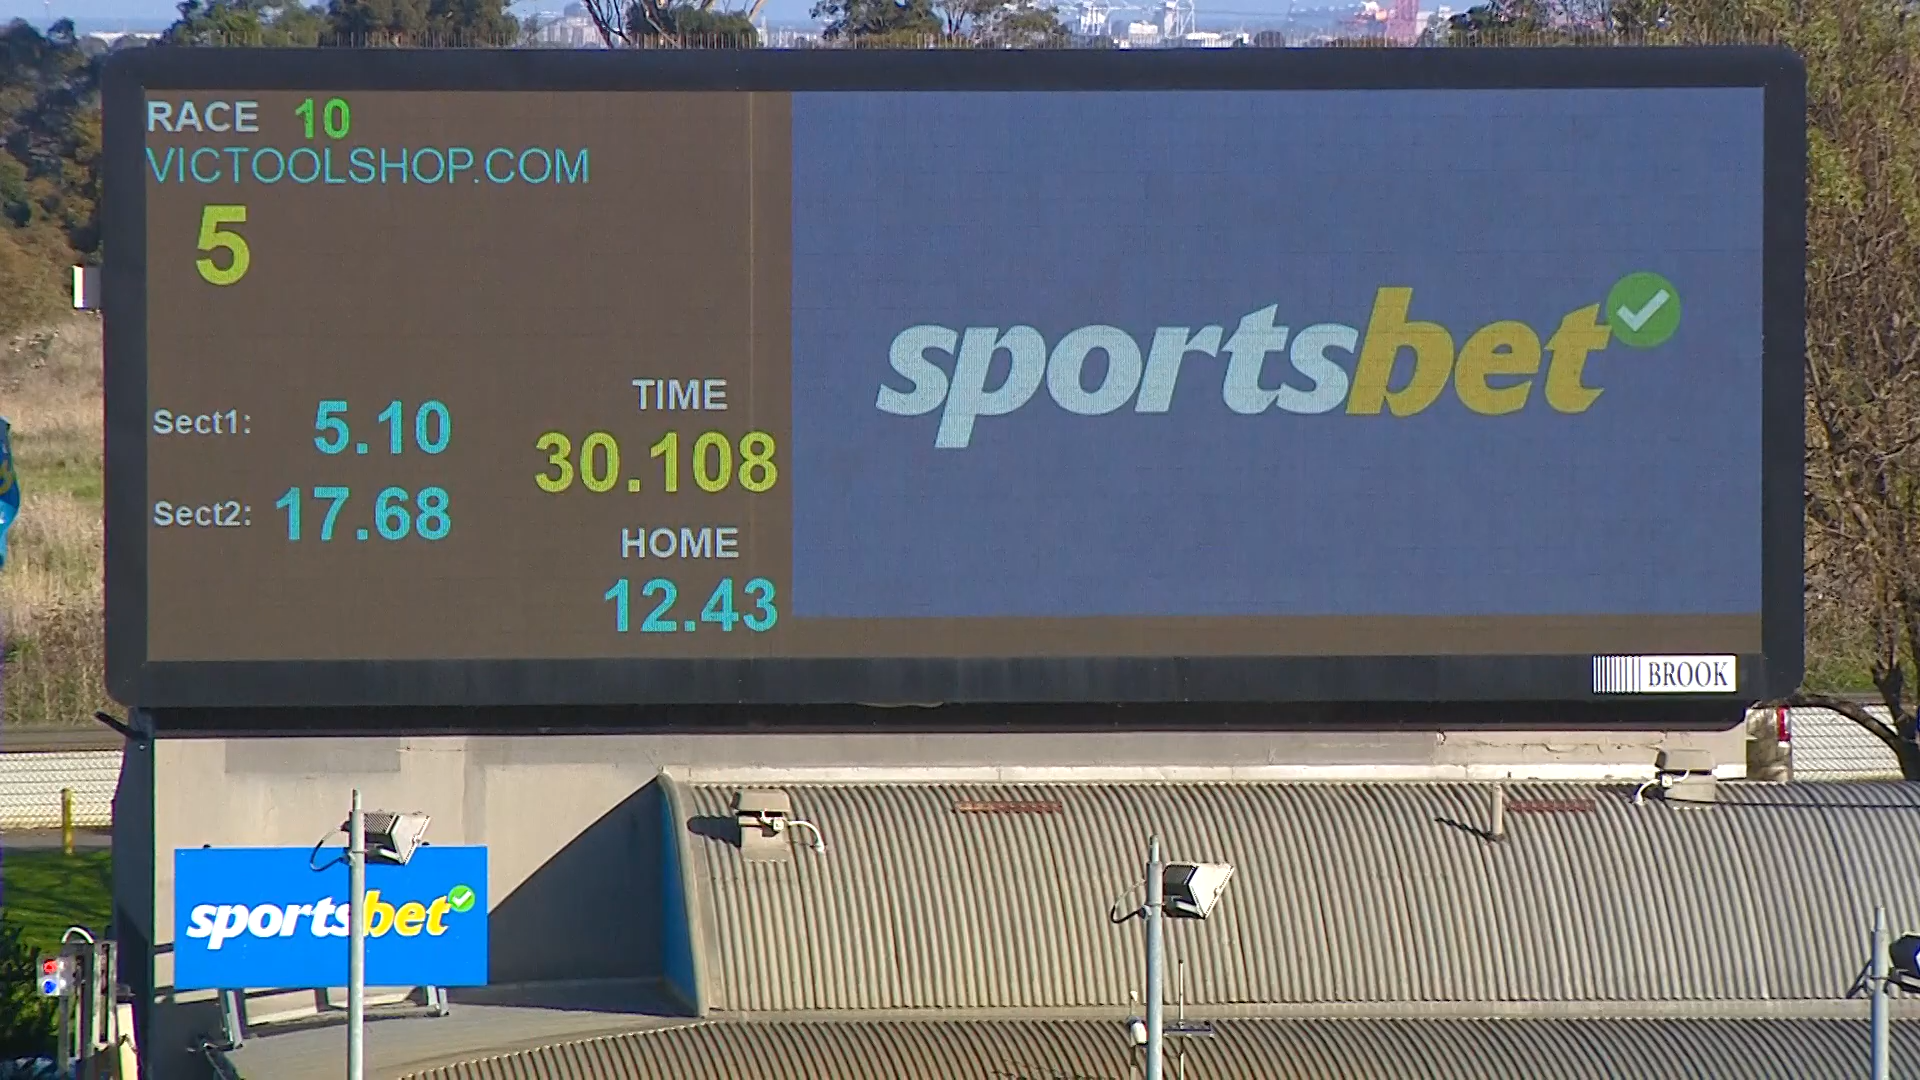 RACE 10
VICTOOLSHOP.COM
5
Sect1: 5.10
Sect2: 17.68
TIME
30.108
HOME
12.43
sportsbet
BROOK
sportsbet